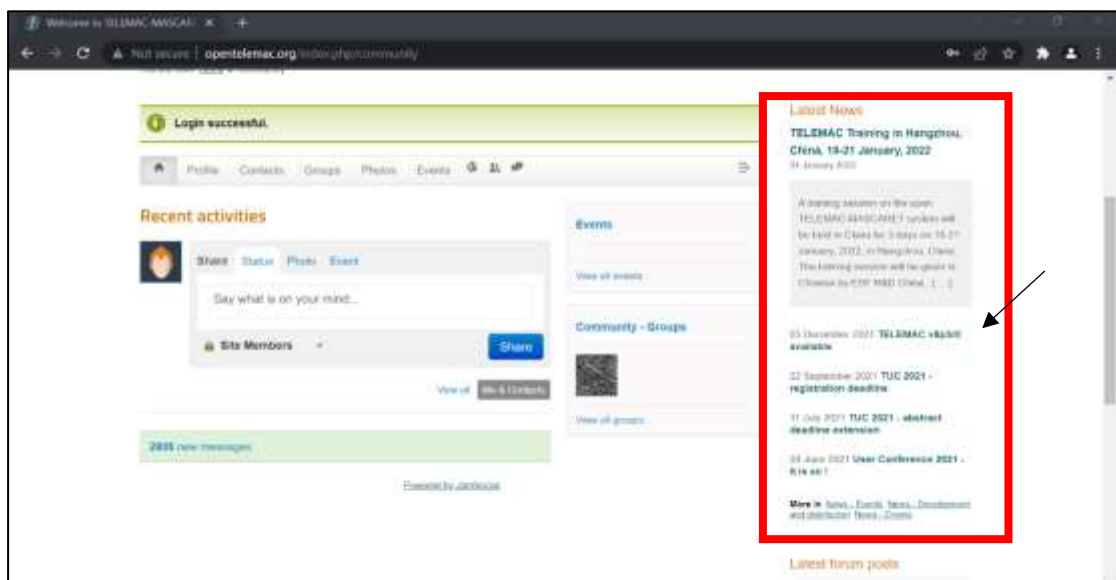 Welcome to TELEMAC-MASCAR
Not secure | opentelemac.org/index.php/community
Login successful.
Profile Contacts Groups Photos Events
Recent activities
Share Status Photo Event
Say what is on your mind...
Site Members
Share
View all Me & Contacts
2835 new messages
Powered by JomSocial
Events
View all events
Community - Groups
View all groups
Latest News
TELEMAC Training in Hangzhou,
China, 19-21 January, 2022
January 2022
A training session on the open
TELEMAC-MASCARET system will
be held in China for 3 days on 19-21
January, 2022, in Hangzhou, China.
The training session will be given in
Chinese by EDF R&D China, [...]
05 December 2021 TELEMAC
available
22 September 2021 TUC 2021 -
registration deadline
11 July 2021 TUC 2021 - abstract
deadline extension
June 2021 User Conference 2021 -
it is on !
More in: News - Events News - Development
and distribution News - Events
Latest forum posts